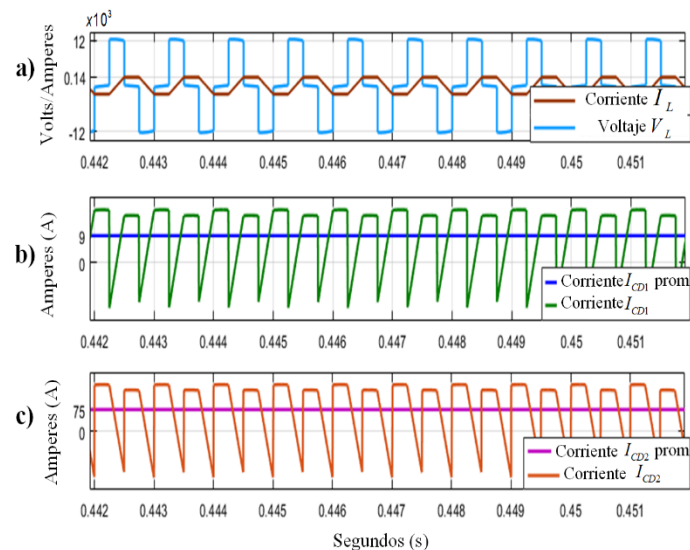 ×10³
a)
Volts/Amperes
12
0.14
-12
Corriente I_L
Voltaje V_L
0.442 0.443 0.444 0.445 0.446 0.447 0.448 0.449 0.45 0.451
b)
Amperes (A)
9
0
Corriente I_CD1 prom
Corriente I_CD1
0.442 0.443 0.444 0.445 0.446 0.447 0.448 0.449 0.45 0.451
c)
Amperes (A)
75
0
Corriente I_CD2 prom
Corriente I_CD2
0.442 0.443 0.444 0.445 0.446 0.447 0.448 0.449 0.45 0.451
Segundos (s)